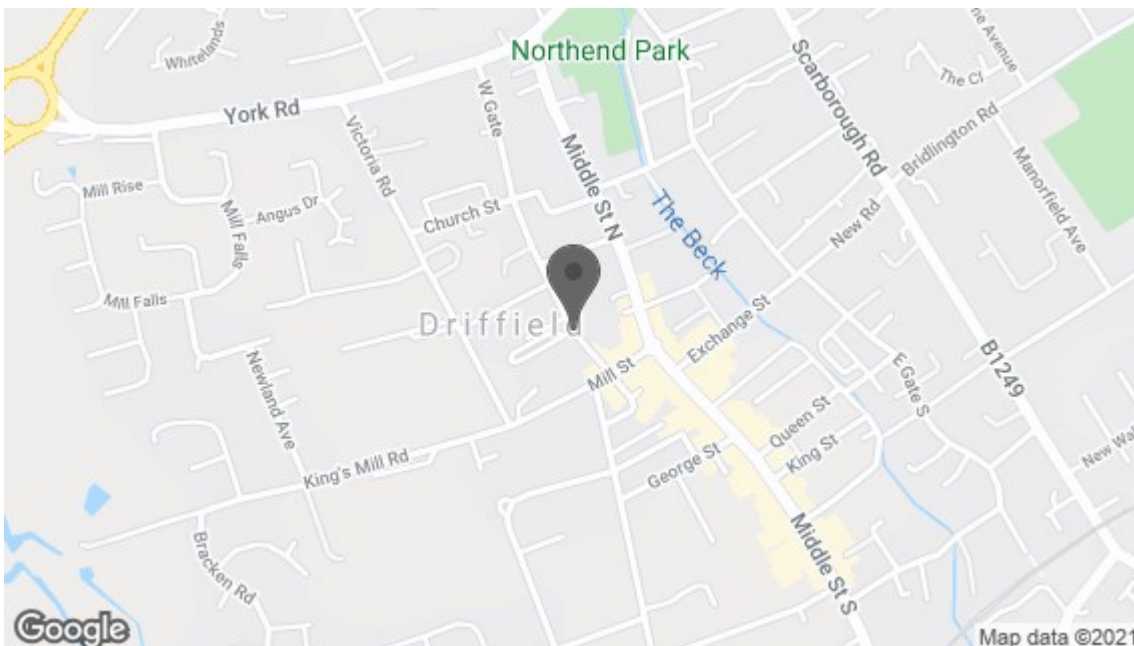 Northend Park
Whitelands
York Rd
W Gate
Victoria Rd
Middle St N
Scarborough Rd
The Cl
Avenue
Bridlington Rd
Manorfield Ave
Mill Rise
Angus Dr
Mill Falls
Church St
The Beck
New Rd
Mill Falls
Driffield
Exchange St
Newland Ave
Mill St
E Gate S
B1249
Queen St
King St
George St
King's Mill Rd
Bracken Rd
Middle St S
Google
Map data ©2021